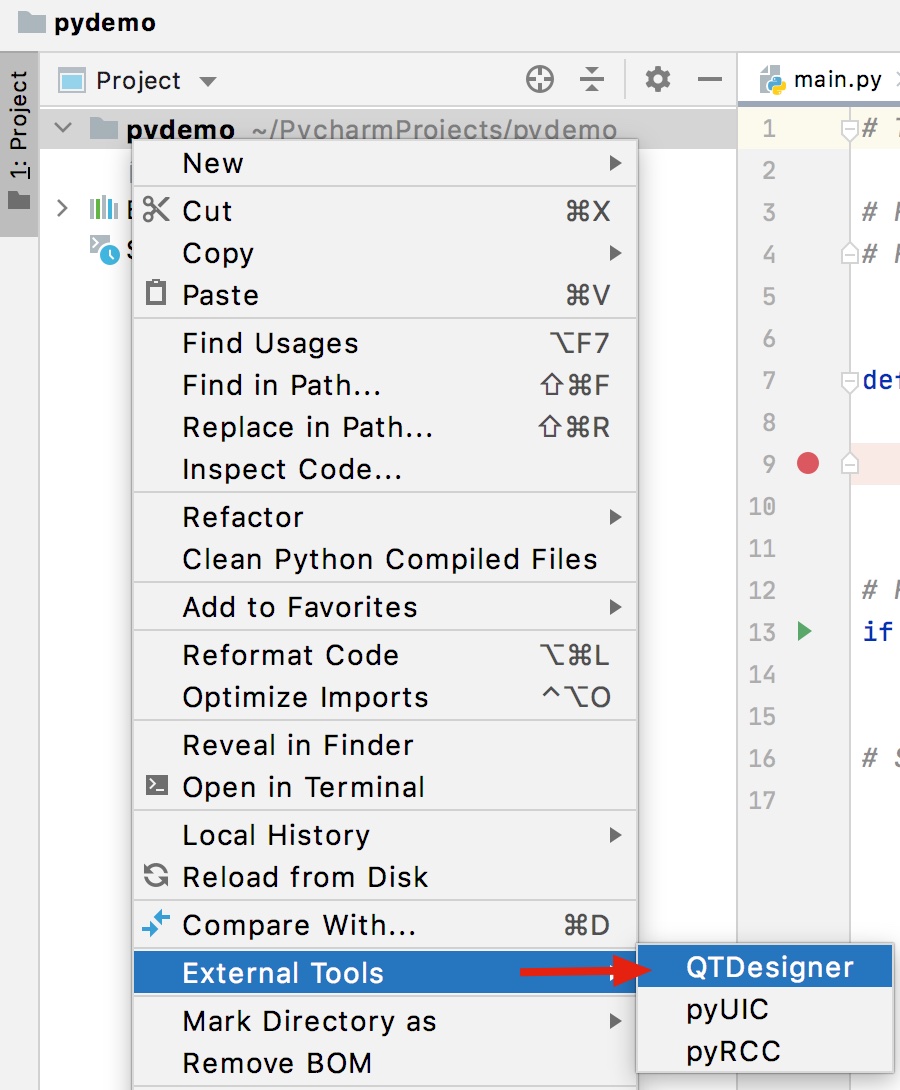 pydemo
1: Project
Project
main.py
pydemo ~/PycharmProjects/pydemo
New
Cut ⌘X
Copy
Paste ⌘V
Find Usages ⌥F7
Find in Path... ⇧⌘F
Replace in Path... ⇧⌘R
Inspect Code...
Refactor
Clean Python Compiled Files
Add to Favorites
Reformat Code ⌥⌘L
Optimize Imports ^⌥O
Reveal in Finder
Open in Terminal
Local History
Reload from Disk
Compare With... ⌘D
External Tools
Mark Directory as
Remove BOM
QTDesigner
pyUIC
pyRCC
1 #
2
3 #
4 #
5
6
7 def
8
9
10
11
12 #
13 if
14
15
16 #
17